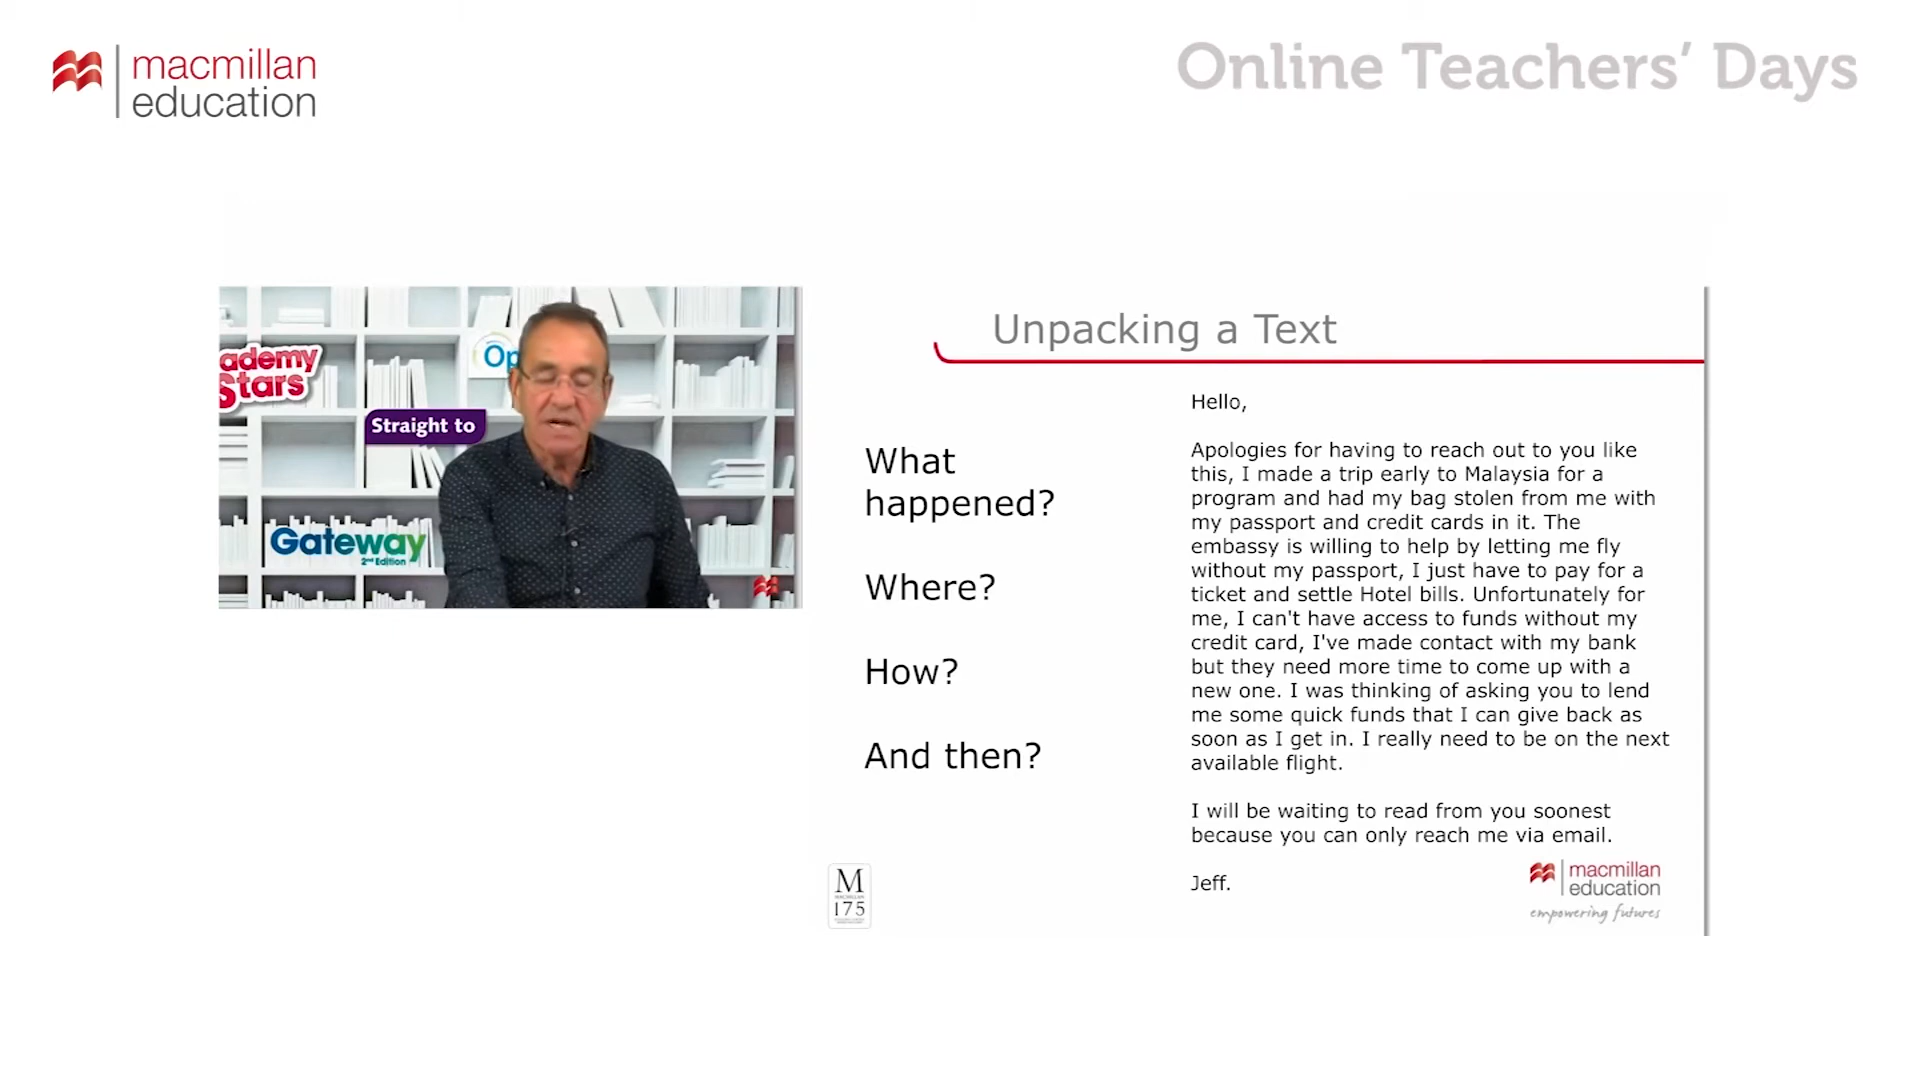 macmillan
education
Online Teachers’ Days
ademy
Stars
Op
Straight to
Gateway
2nd Edition
Unpacking a Text
What
happened?
Where?
How?
And then?
Hello,
Apologies for having to reach out to you like
this, I made a trip early to Malaysia for a
program and had my bag stolen from me with
my passport and credit cards in it. The
embassy is willing to help by letting me fly
without my passport, I just have to pay for a
ticket and settle Hotel bills. Unfortunately for
me, I can't have access to funds without my
credit card, I've made contact with my bank
but they need more time to come up with a
new one. I was thinking of asking you to lend
me some quick funds that I can give back as
soon as I get in. I really need to be on the next
available flight.
I will be waiting to read from you soonest
because you can only reach me via email.
Jeff.
M
MACMILLAN
175
macmillan
education
empowering futures